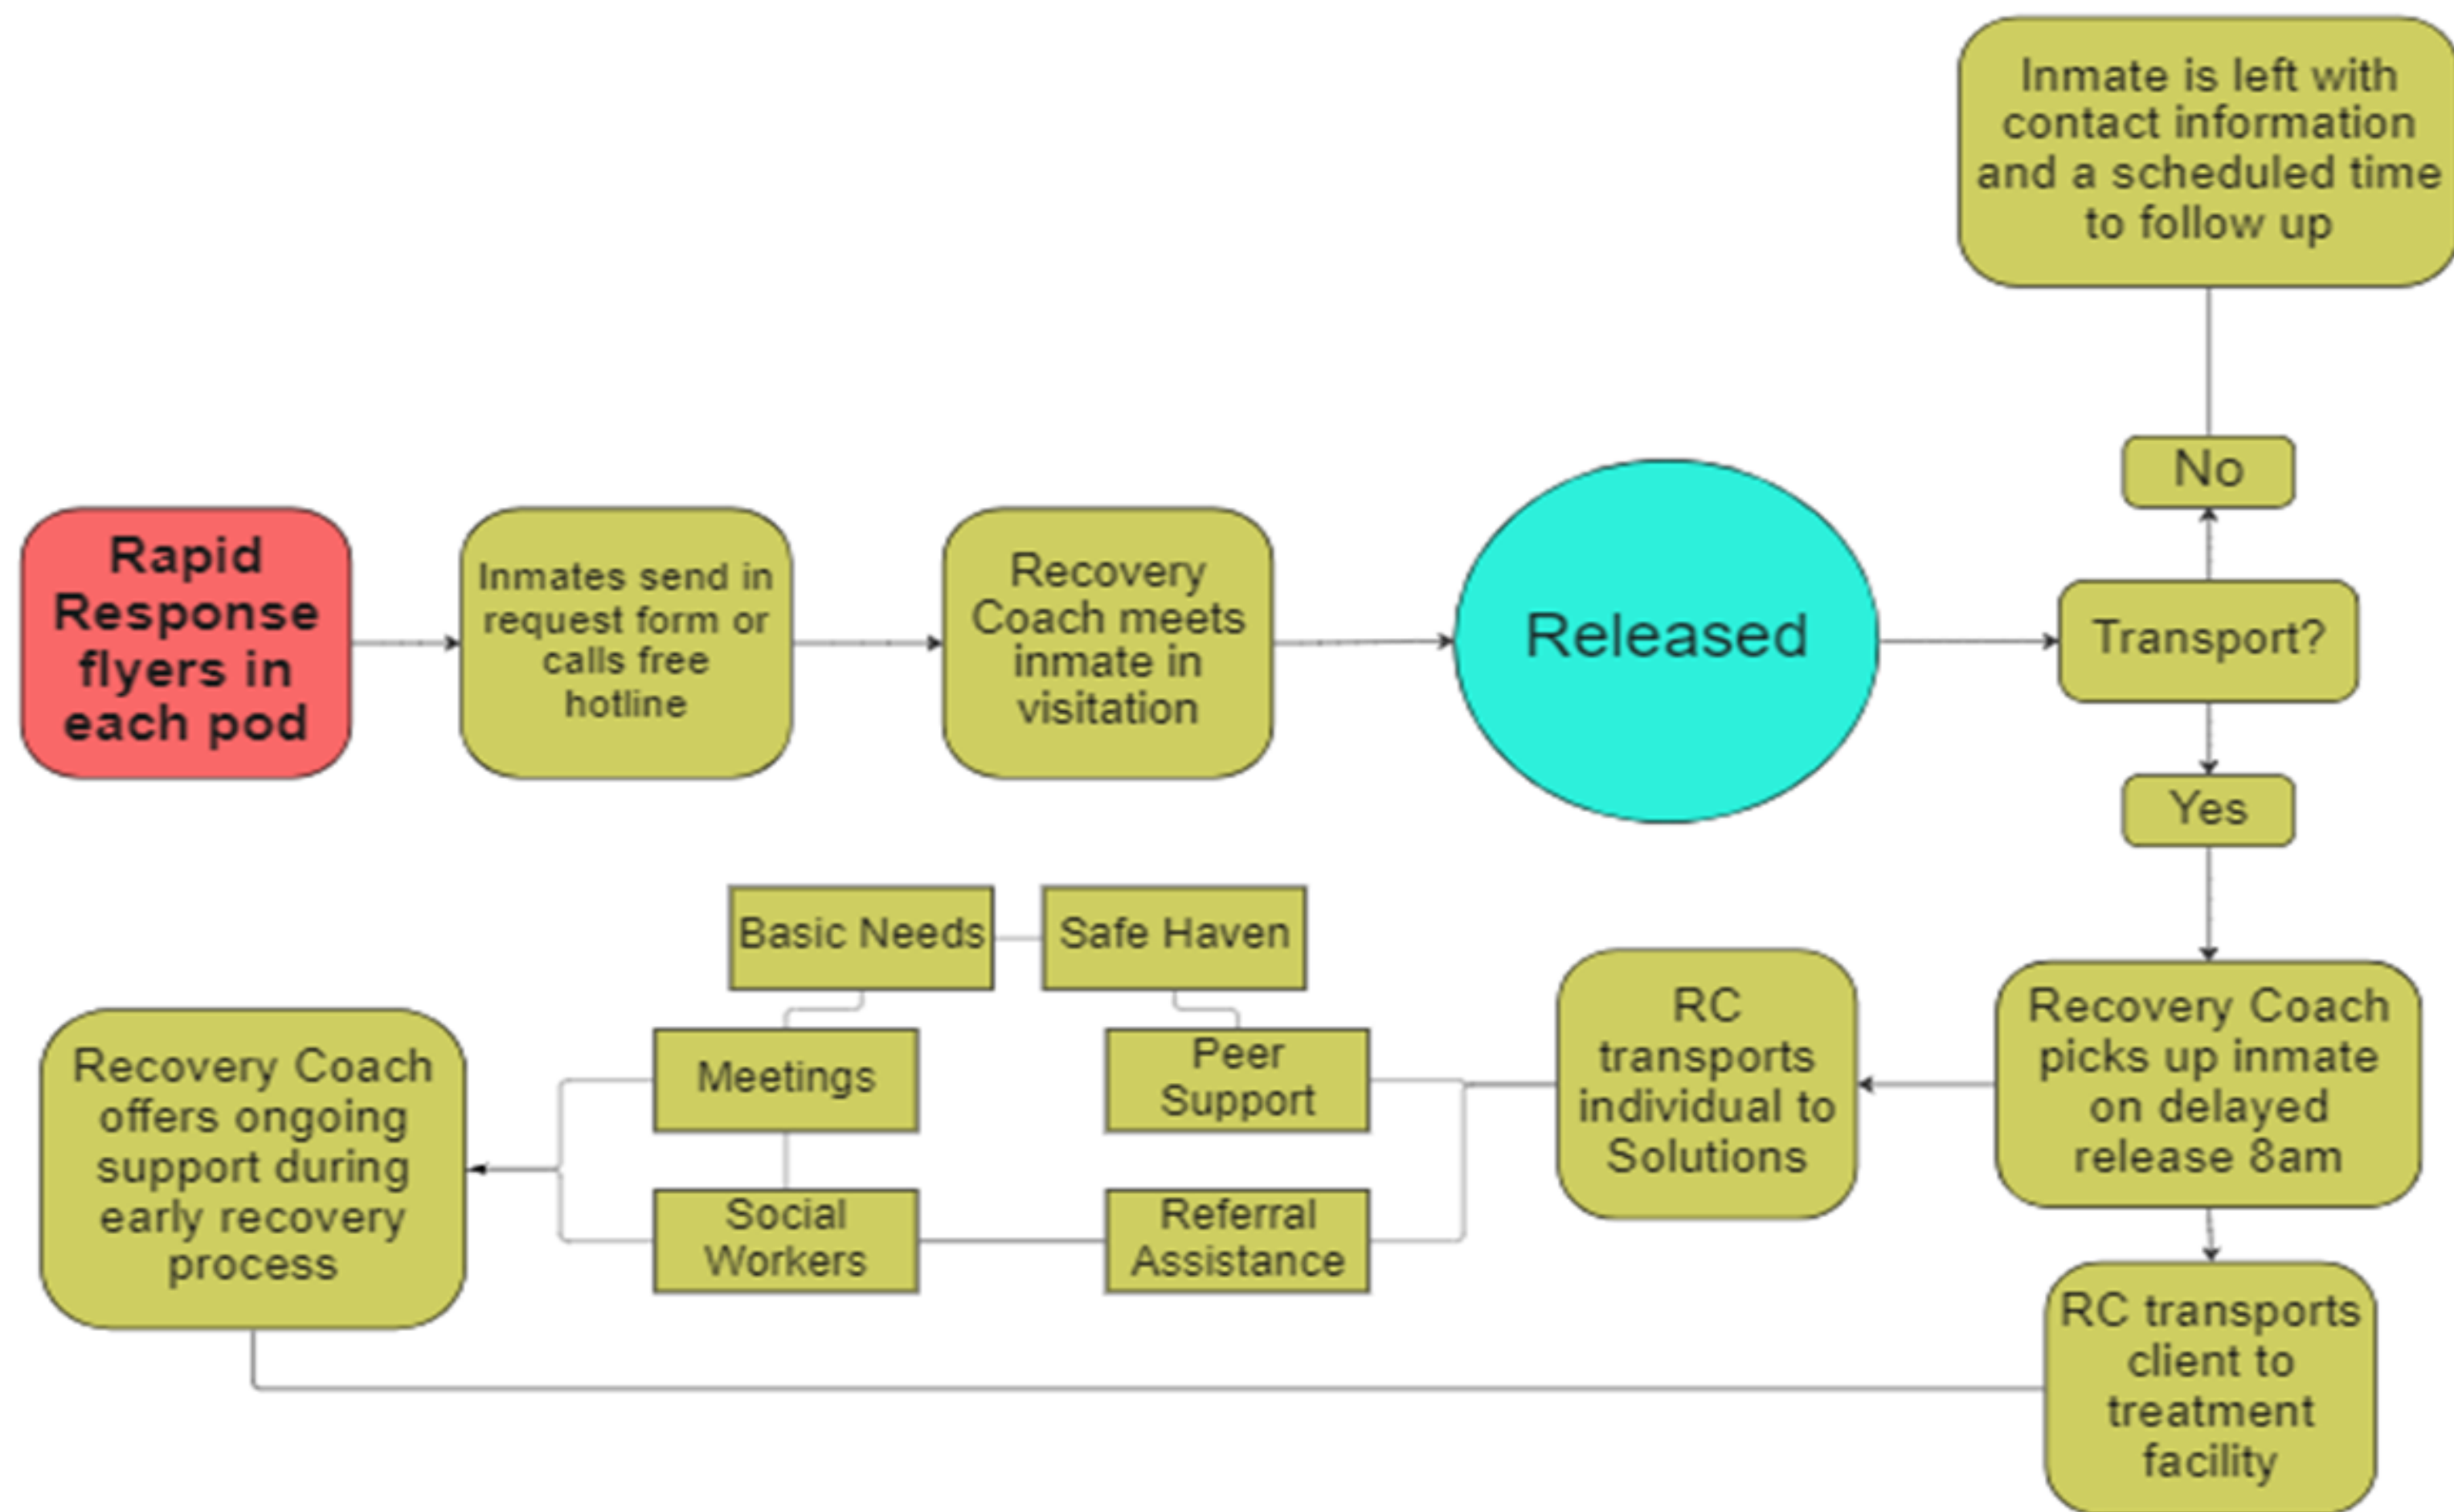 Inmate is left with
contact information
and a scheduled time
to follow up
No
Rapid
Response
flyers in
each pod
Inmates send in
request form or
calls free
hotline
Recovery
Coach meets
inmate in
visitation
Released
Transport?
Yes
Basic Needs
Safe Haven
Recovery Coach
offers ongoing
support during
early recovery
process
Meetings
Peer
Support
Social
Workers
Referral
Assistance
RC
transports
individual to
Solutions
Recovery Coach
picks up inmate
on delayed
release 8am
RC transports
client to
treatment
facility